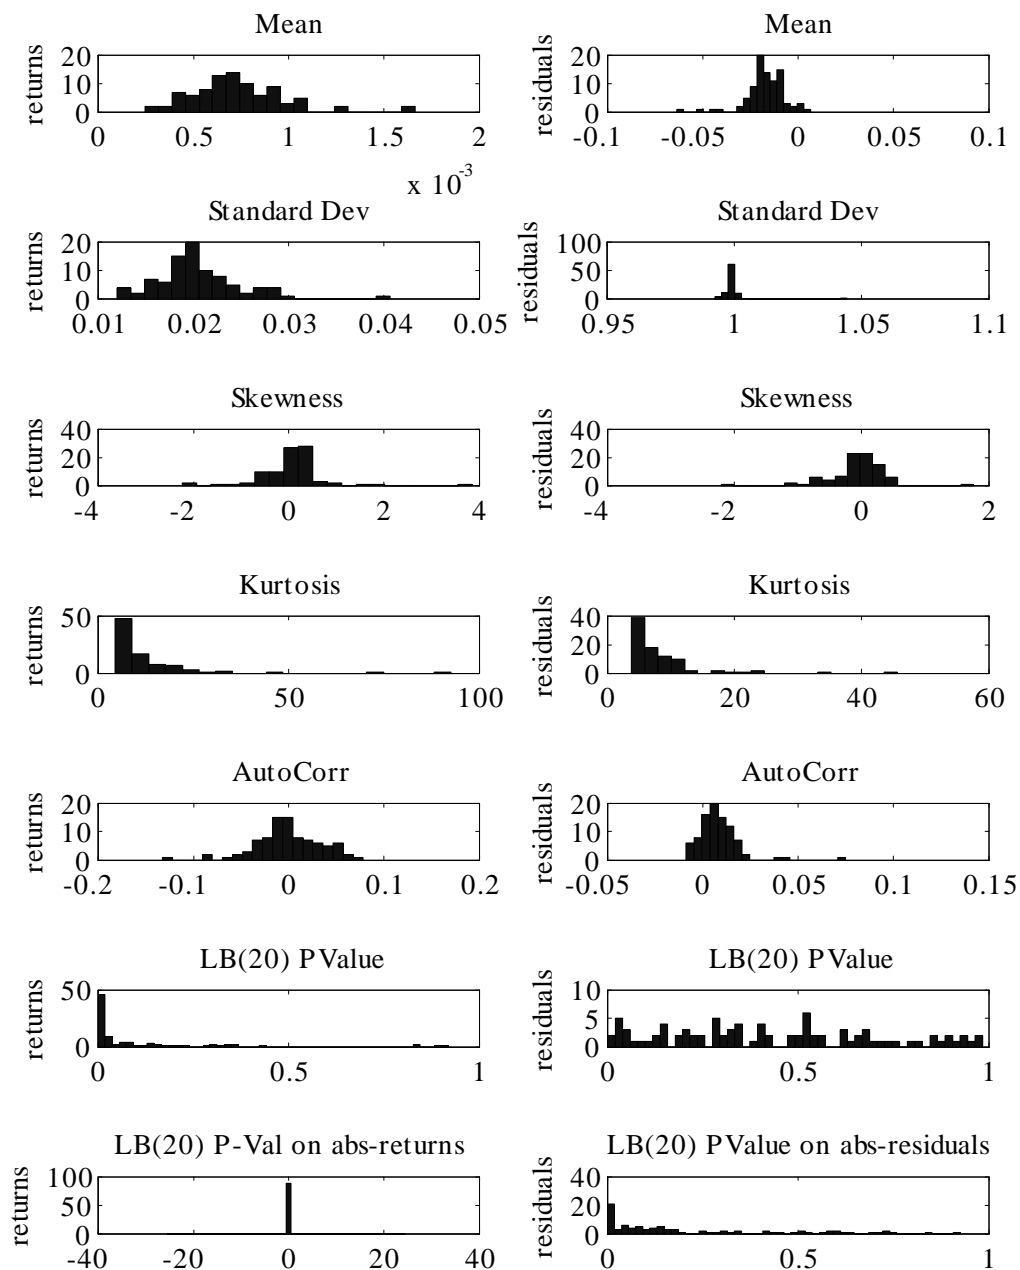 Mean
returns
20
10
0
0 0.5 1 1.5 2
x 10^-3
Mean
residuals
20
10
0
-0.1 -0.05 0 0.05 0.1
Standard Dev
returns
20
10
0
0.01 0.02 0.03 0.04 0.05
Standard Dev
residuals
100
50
0
0.95 1 1.05 1.1
Skewness
returns
40
20
0
-4 -2 0 2 4
Skewness
residuals
40
20
0
-4 -2 0 2
Kurtosis
returns
50
0
0 50 100
Kurtosis
residuals
40
20
0
0 20 40 60
AutoCorr
returns
20
10
0
-0.2 -0.1 0 0.1 0.2
AutoCorr
residuals
20
10
0
-0.05 0 0.05 0.1 0.15
LB(20) PValue
returns
50
0
0 0.5 1
LB(20) PValue
residuals
10
5
0
0 0.5 1
LB(20) P-Val on abs-returns
returns
100
50
0
-40 -20 0 20 40
LB(20) PValue on abs-residuals
residuals
40
20
0
0 0.5 1